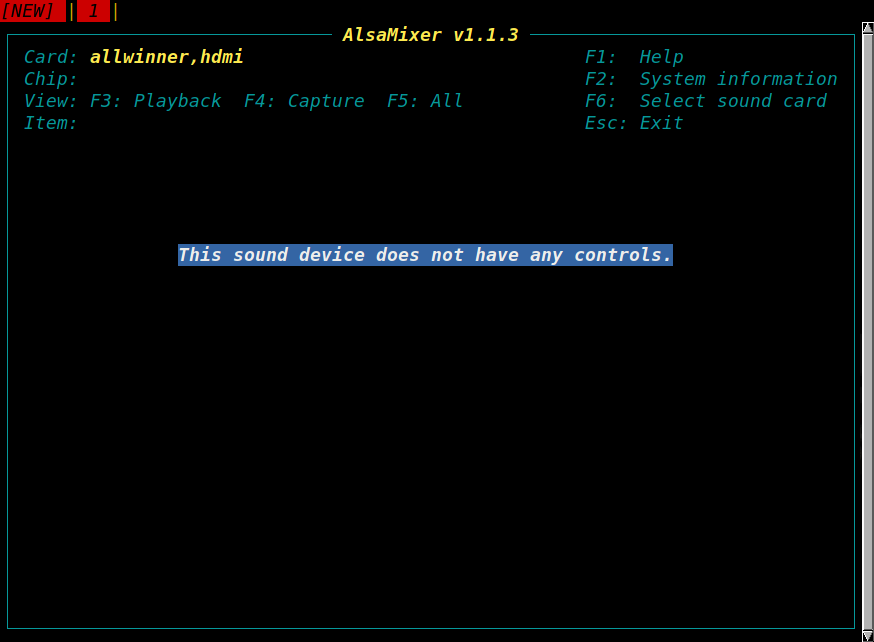 [NEW] | 1 |
AlsaMixer v1.1.3
Card: allwinner,hdmi F1: Help
Chip: F2: System information
View: F3: Playback F4: Capture F5: All F6: Select sound card
Item: Esc: Exit
This sound device does not have any controls.